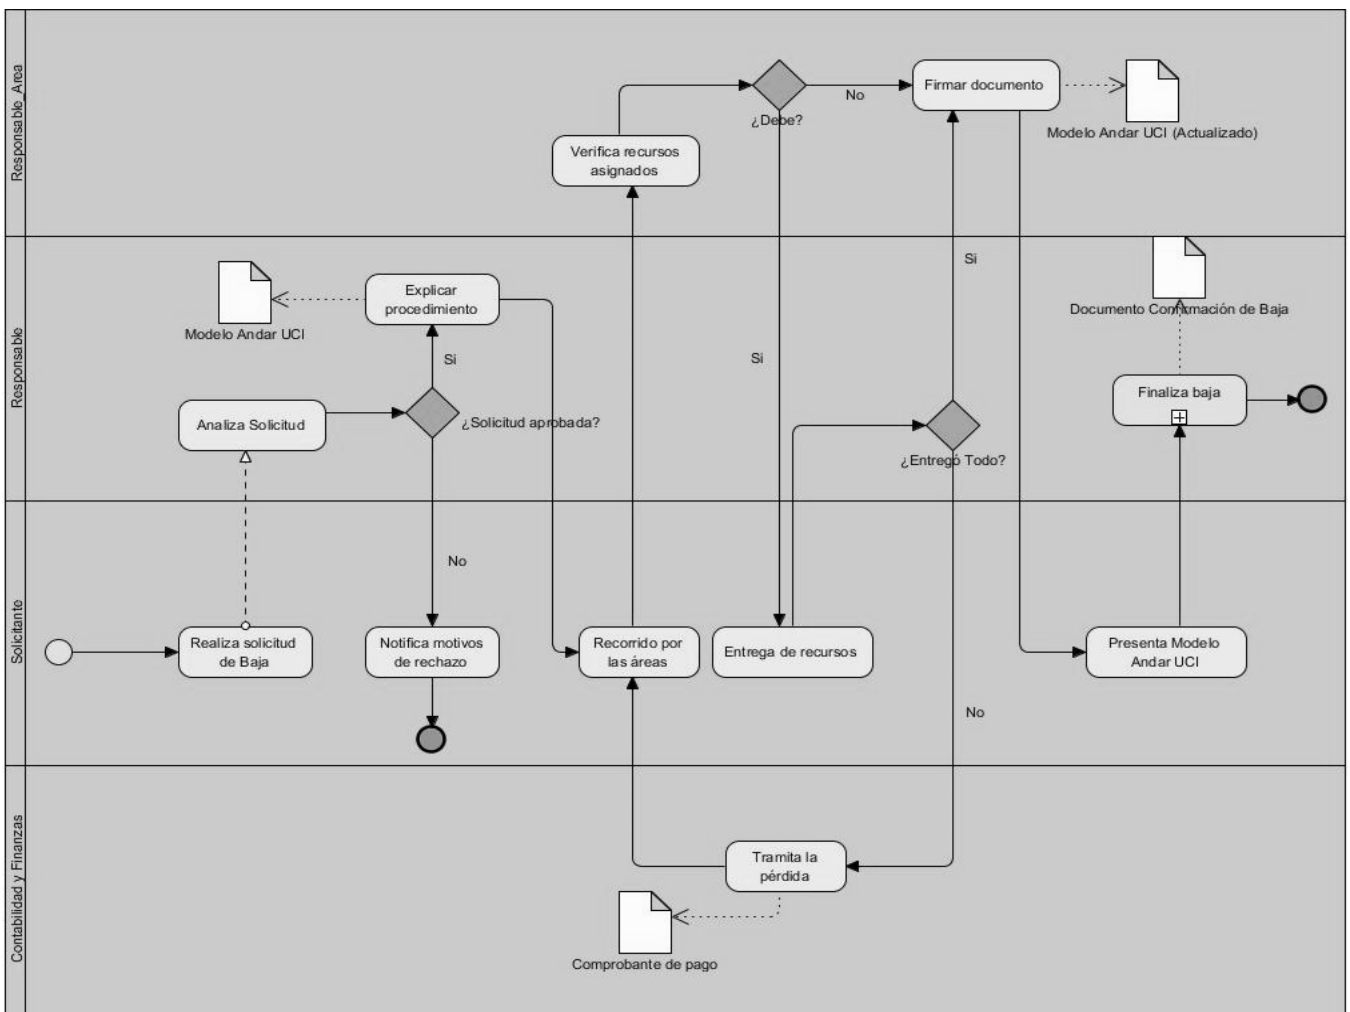 Responsable_Area
Verifica recursos
asignados
¿Debe?
No
Firmar documento
Modelo Andar UCI (Actualizado)
Responsable
Modelo Andar UCI
Explicar
procedimiento
Si
Analiza Solicitud
¿Solicitud aprobada?
Si
Si
¿Entregó Todo?
Documento Confirmación de Baja
Finaliza baja
Solicitante
Realiza solicitud
de Baja
No
Notifica motivos
de rechazo
Recorrido por
las áreas
Entrega de recursos
No
Presenta Modelo
Andar UCI
Contabilidad y Finanzas
Tramita la
pérdida
Comprobante de pago